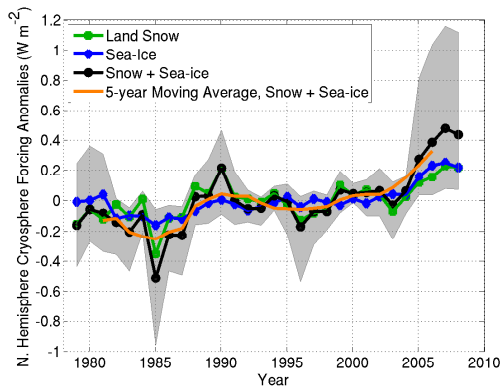 N. Hemisphere Cryosphere Forcing Anomalies (W m-2)
1.2
1
0.8
0.6
0.4
0.2
0
-0.2
-0.4
-0.6
-0.8
-1
Land Snow
Sea-Ice
Snow + Sea-ice
5-year Moving Average, Snow + Sea-ice
1980 1985 1990 1995 2000 2005 2010
Year